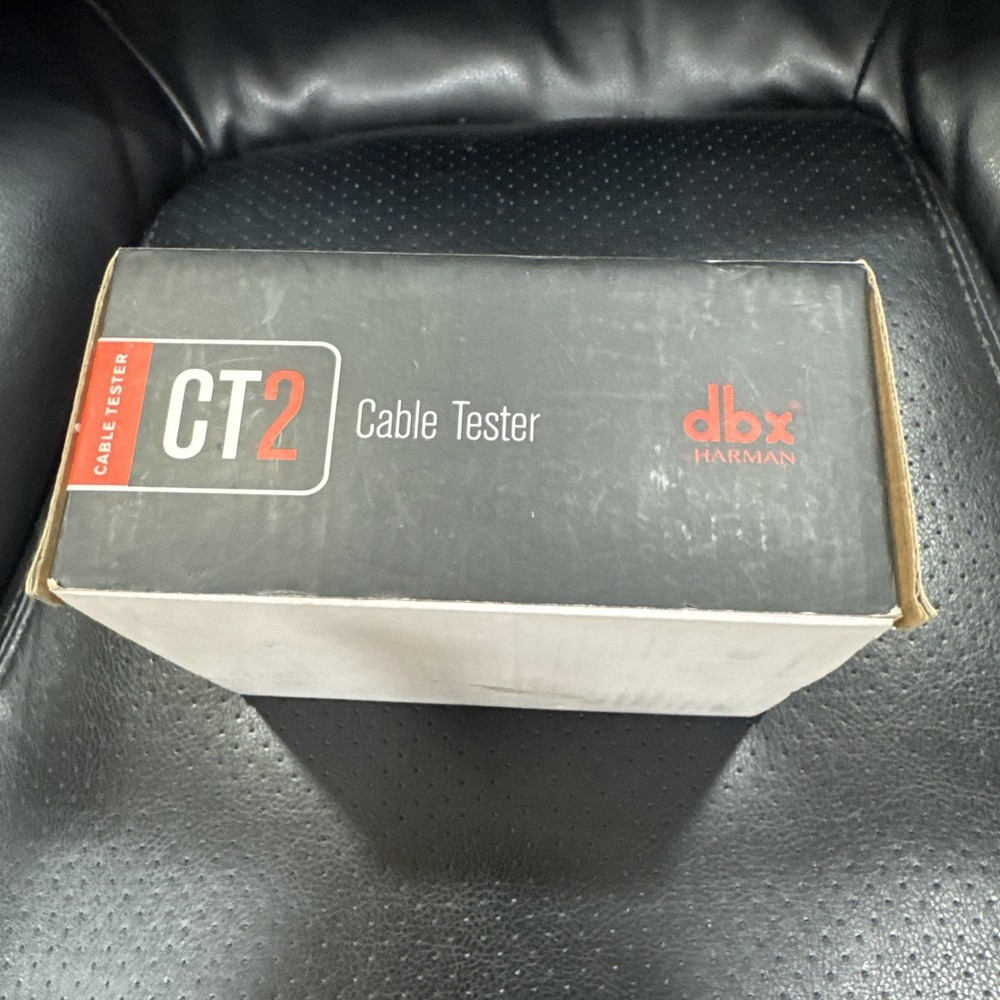 CABLE TESTER
CT2
Cable Tester
dbx
HARMAN